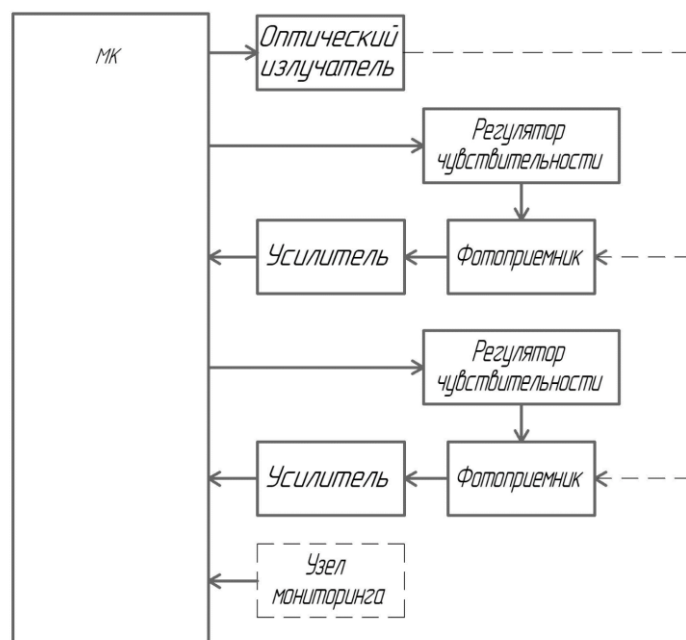 МК
Оптический
излучатель
Регулятор
чувствительности
Усилитель
Фотоприемник
Регулятор
чувствительности
Усилитель
Фотоприемник
Узел
мониторинга